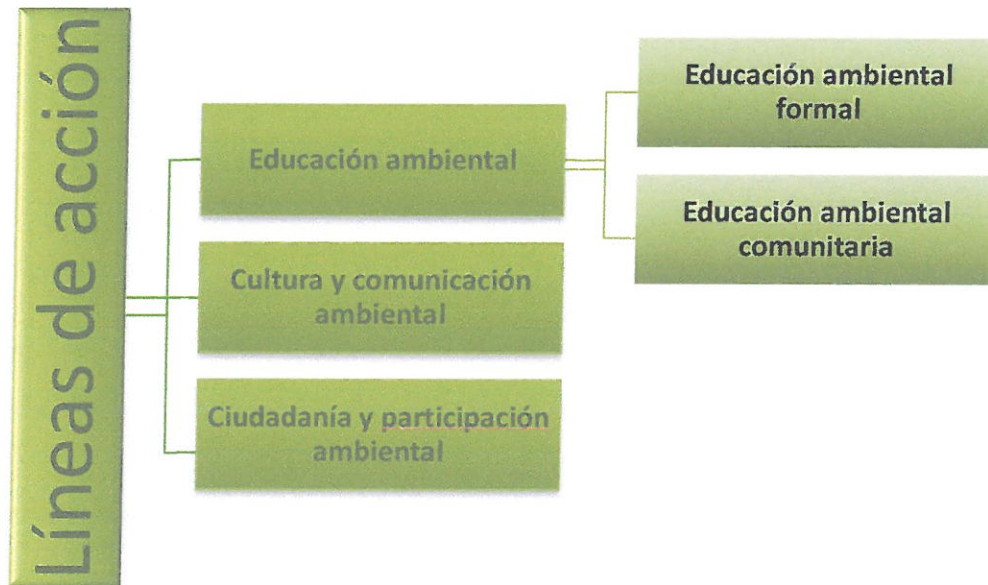 Líneas de acción
Educación ambiental
Cultura y comunicación
ambiental
Ciudadanía y participación
ambiental
Educación ambiental
formal
Educación ambiental
comunitaria